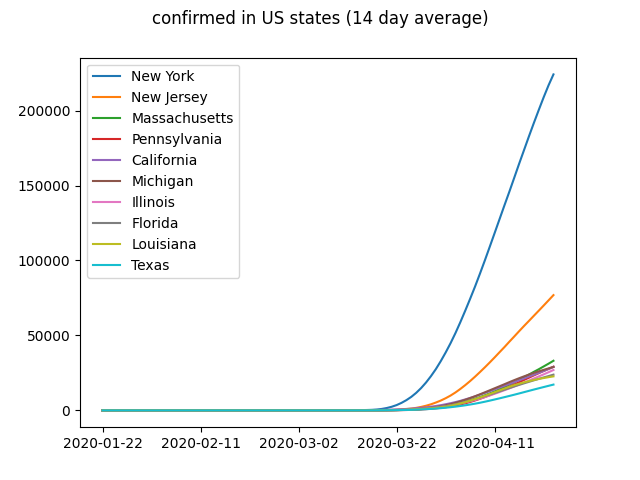 confirmed in US states (14 day average)
New York
New Jersey
Massachusetts
Pennsylvania
California
Michigan
Illinois
Florida
Louisiana
Texas
200000
150000
100000
50000
0
2020-01-22 2020-02-11 2020-03-02 2020-03-22 2020-04-11